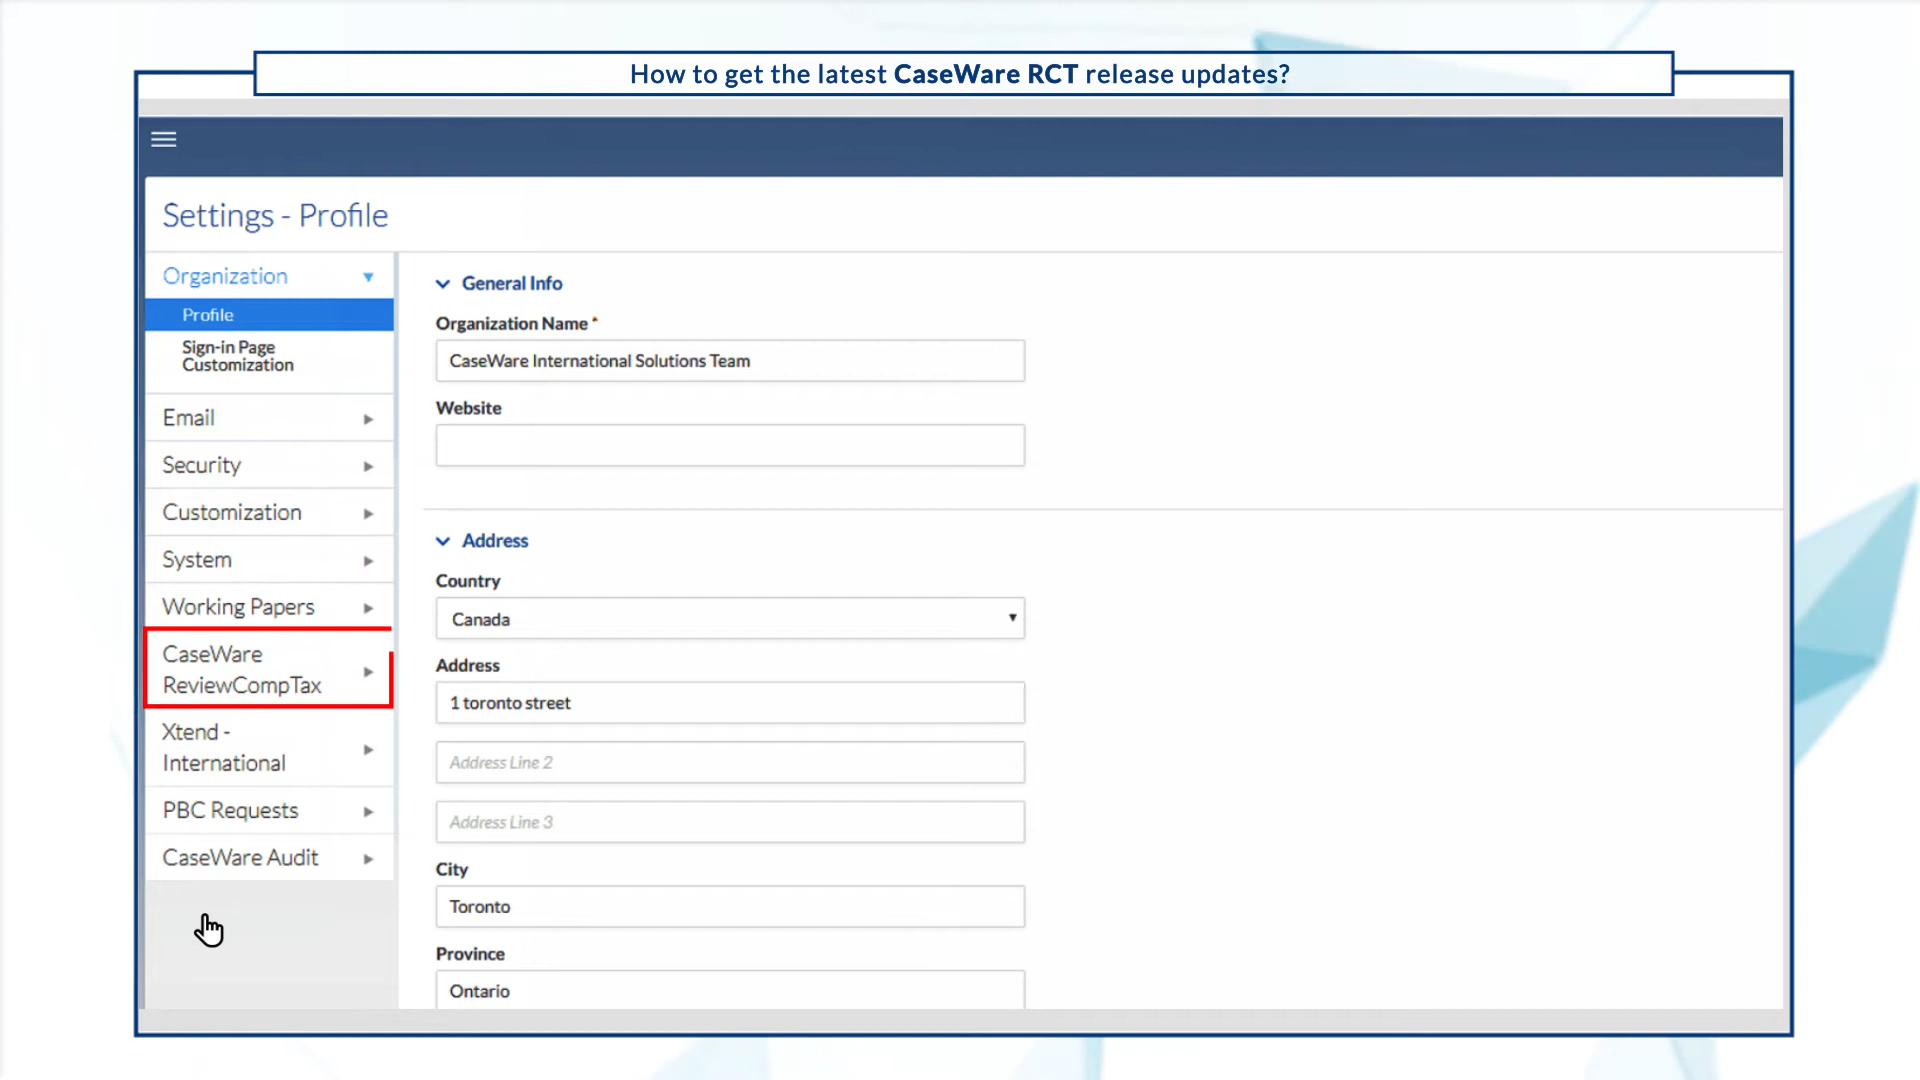 How to get the latest CaseWare RCT release updates?
Settings - Profile
Organization
Profile
Sign-in Page
Customization
Email
Security
Customization
System
Working Papers
CaseWare
ReviewCompTax
Xtend -
International
PBC Requests
CaseWare Audit
General Info
Organization Name *
CaseWare International Solutions Team
Website
Address
Country
Canada
Address
1 toronto street
Address Line 2
Address Line 3
City
Toronto
Province
Ontario